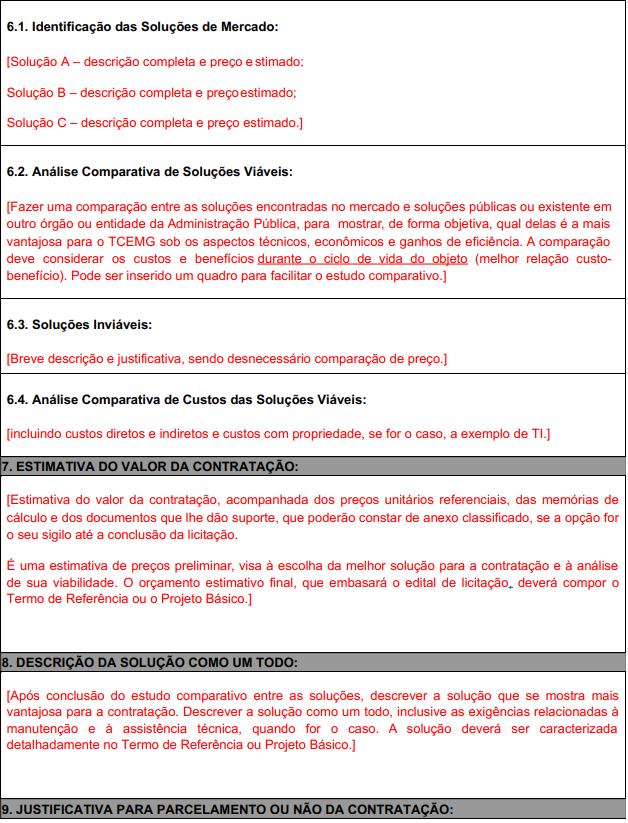 6.1. Identificação das Soluções de Mercado:
[Solução A – descrição completa e preço estimado;
Solução B – descrição completa e preço estimado;
Solução C – descrição completa e preço estimado.]
6.2. Análise Comparativa de Soluções Viáveis:
[Fazer uma comparação entre as soluções encontradas no mercado e soluções públicas ou existente em
outro órgão ou entidade da Administração Pública, para mostrar, de forma objetiva, qual delas é a mais
vantajosa para o TCEMG sob os aspectos técnicos, econômicos e ganhos de eficiência. A comparação
deve considerar os custos e benefícios durante o ciclo de vida do objeto (melhor relação custo-
benefício). Pode ser inserido um quadro para facilitar o estudo comparativo.]
6.3. Soluções Inviáveis:
[Breve descrição e justificativa, sendo desnecessário comparação de preço.]
6.4. Análise Comparativa de Custos das Soluções Viáveis:
[incluindo custos diretos e indiretos e custos com propriedade, se for o caso, a exemplo de TI.]
7. ESTIMATIVA DO VALOR DA CONTRATAÇÃO:
[Estimativa do valor da contratação, acompanhada dos preços unitários referenciais, das memórias de
cálculo e dos documentos que lhe dão suporte, que poderão constar de anexo classificado, se a opção for
o seu sigilo até a conclusão da licitação.
É uma estimativa de preços preliminar, visa à escolha da melhor solução para a contratação e à análise
de sua viabilidade. O orçamento estimativo final, que embasará o edital de licitação, deverá compor o
Termo de Referência ou o Projeto Básico.]
8. DESCRIÇÃO DA SOLUÇÃO COMO UM TODO:
[Após conclusão do estudo comparativo entre as soluções, descrever a solução que se mostra mais
vantajosa para a contratação. Descrever a solução como um todo, inclusive as exigências relacionadas à
manutenção e à assistência técnica, quando for o caso. A solução deverá ser caracterizada
detalhadamente no Termo de Referência ou Projeto Básico.]
9. JUSTIFICATIVA PARA PARCELAMENTO OU NÃO DA CONTRATAÇÃO: